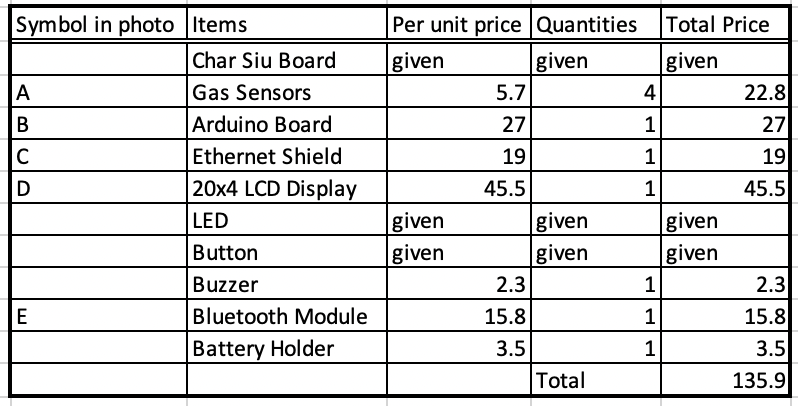 Symbol in photo Items Per unit price Quantities Total Price
Char Siu Board given given given
A Gas Sensors 5.7 4 22.8
B Arduino Board 27 1 27
C Ethernet Shield 19 1 19
D 20x4 LCD Display 45.5 1 45.5
LED given given given
Button given given given
Buzzer 2.3 1 2.3
E Bluetooth Module 15.8 1 15.8
Battery Holder 3.5 1 3.5
Total 135.9